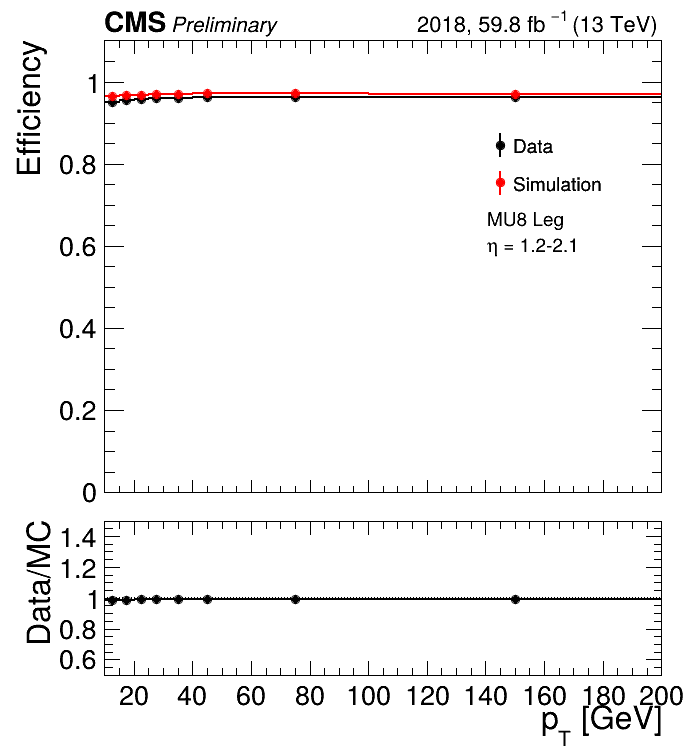 CMS Preliminary 2018, 59.8 fb⁻¹ (13 TeV)
Efficiency
1
0.8
0.6
0.4
0.2
0
Data
Simulation
MU8 Leg
η = 1.2-2.1
Data/MC
1.4
1.2
1
0.8
0.6
20 40 60 80 100 120 140 160 180 200
p_T [GeV]